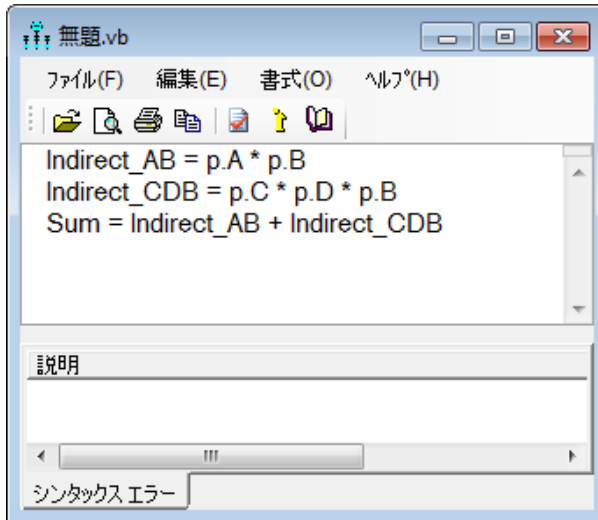 無題.vb
ﾌｧｲﾙ(F) 編集(E) 書式(O) ﾍﾙﾌﾟ(H)
Indirect_AB = p.A * p.B
Indirect_CDB = p.C * p.D * p.B
Sum = Indirect_AB + Indirect_CDB
説明
シンタックス エラー